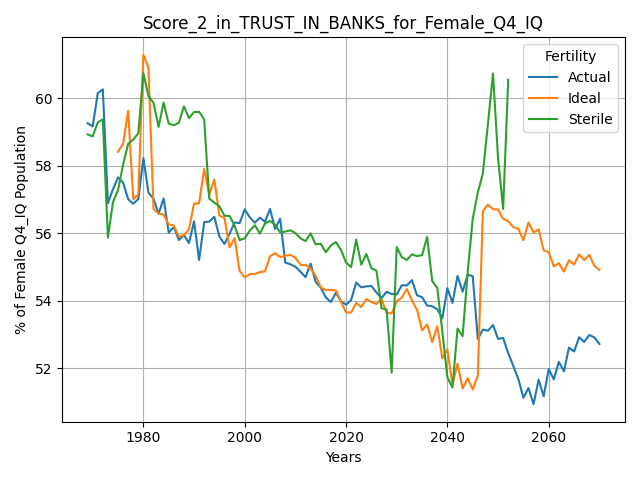 Score_2_in_TRUST_IN_BANKS_for_Female_Q4_IQ
% of Female Q4_IQ Population
60
58
56
54
52
Fertility
Actual
Ideal
Sterile
1980
2000
2020
2040
2060
Years